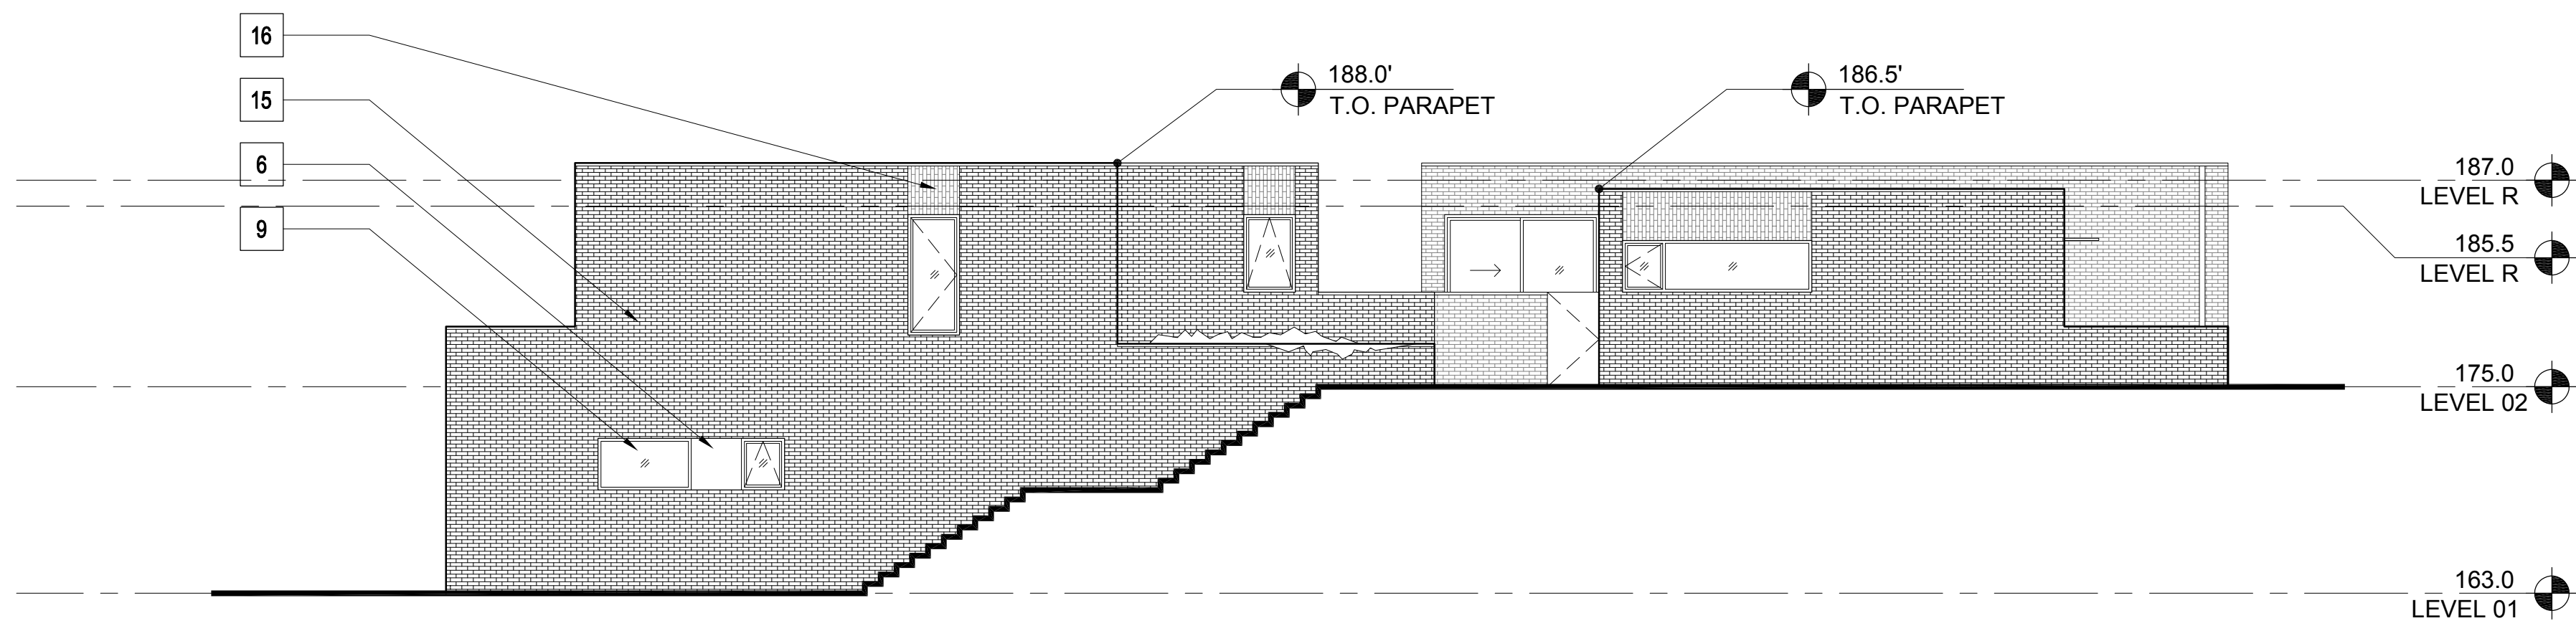 16
15
6
9
188.0'
T.O. PARAPET
186.5'
T.O. PARAPET
187.0
LEVEL R
185.5
LEVEL R
175.0
LEVEL 02
163.0
LEVEL 01